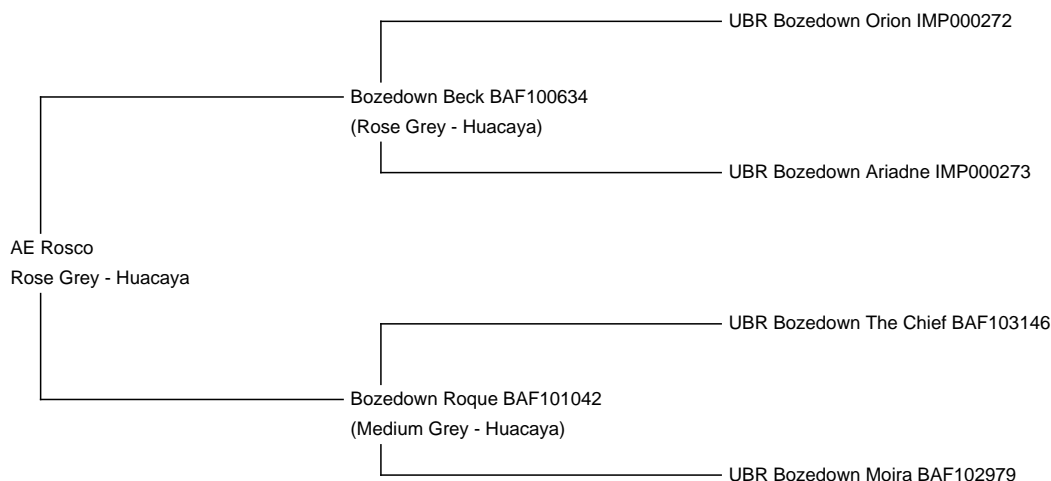 UBR Bozedown Orion IMP000272
Bozedown Beck BAF100634
(Rose Grey - Huacaya)
UBR Bozedown Ariadne IMP000273
AE Rosco
Rose Grey - Huacaya
UBR Bozedown The Chief BAF103146
Bozedown Roque BAF101042
(Medium Grey - Huacaya)
UBR Bozedown Moira BAF102979